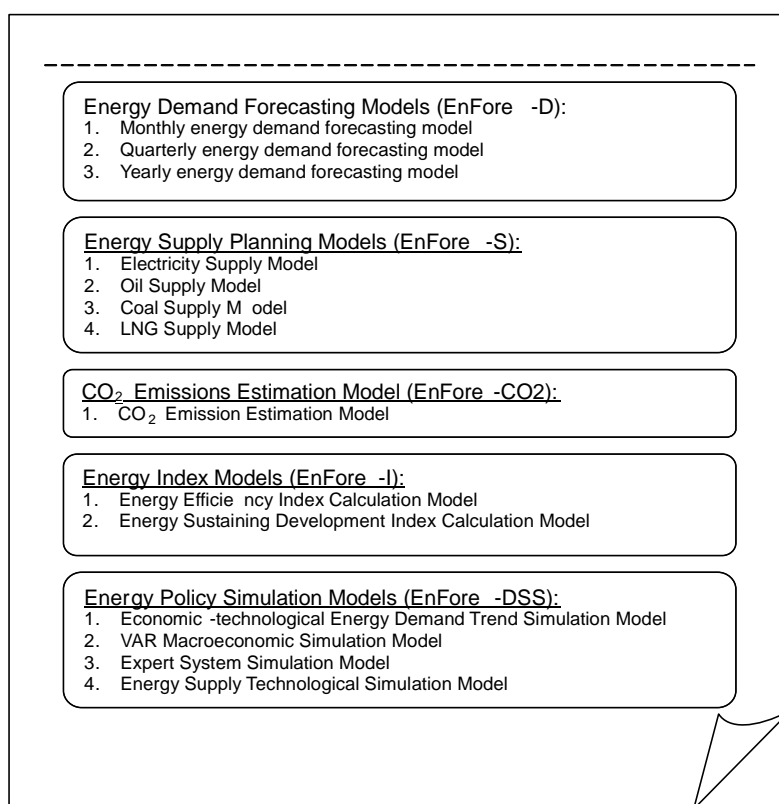 Energy Demand Forecasting Models (EnFore -D):
1. Monthly energy demand forecasting model
2. Quarterly energy demand forecasting model
3. Yearly energy demand forecasting model
Energy Supply Planning Models (EnFore -S):
1. Electricity Supply Model
2. Oil Supply Model
3. Coal Supply M odel
4. LNG Supply Model
CO₂ Emissions Estimation Model (EnFore -CO2):
1. CO₂ Emission Estimation Model
Energy Index Models (EnFore -I):
1. Energy Efficie ncy Index Calculation Model
2. Energy Sustaining Development Index Calculation Model
Energy Policy Simulation Models (EnFore -DSS):
1. Economic -technological Energy Demand Trend Simulation Model
2. VAR Macroeconomic Simulation Model
3. Expert System Simulation Model
4. Energy Supply Technological Simulation Model